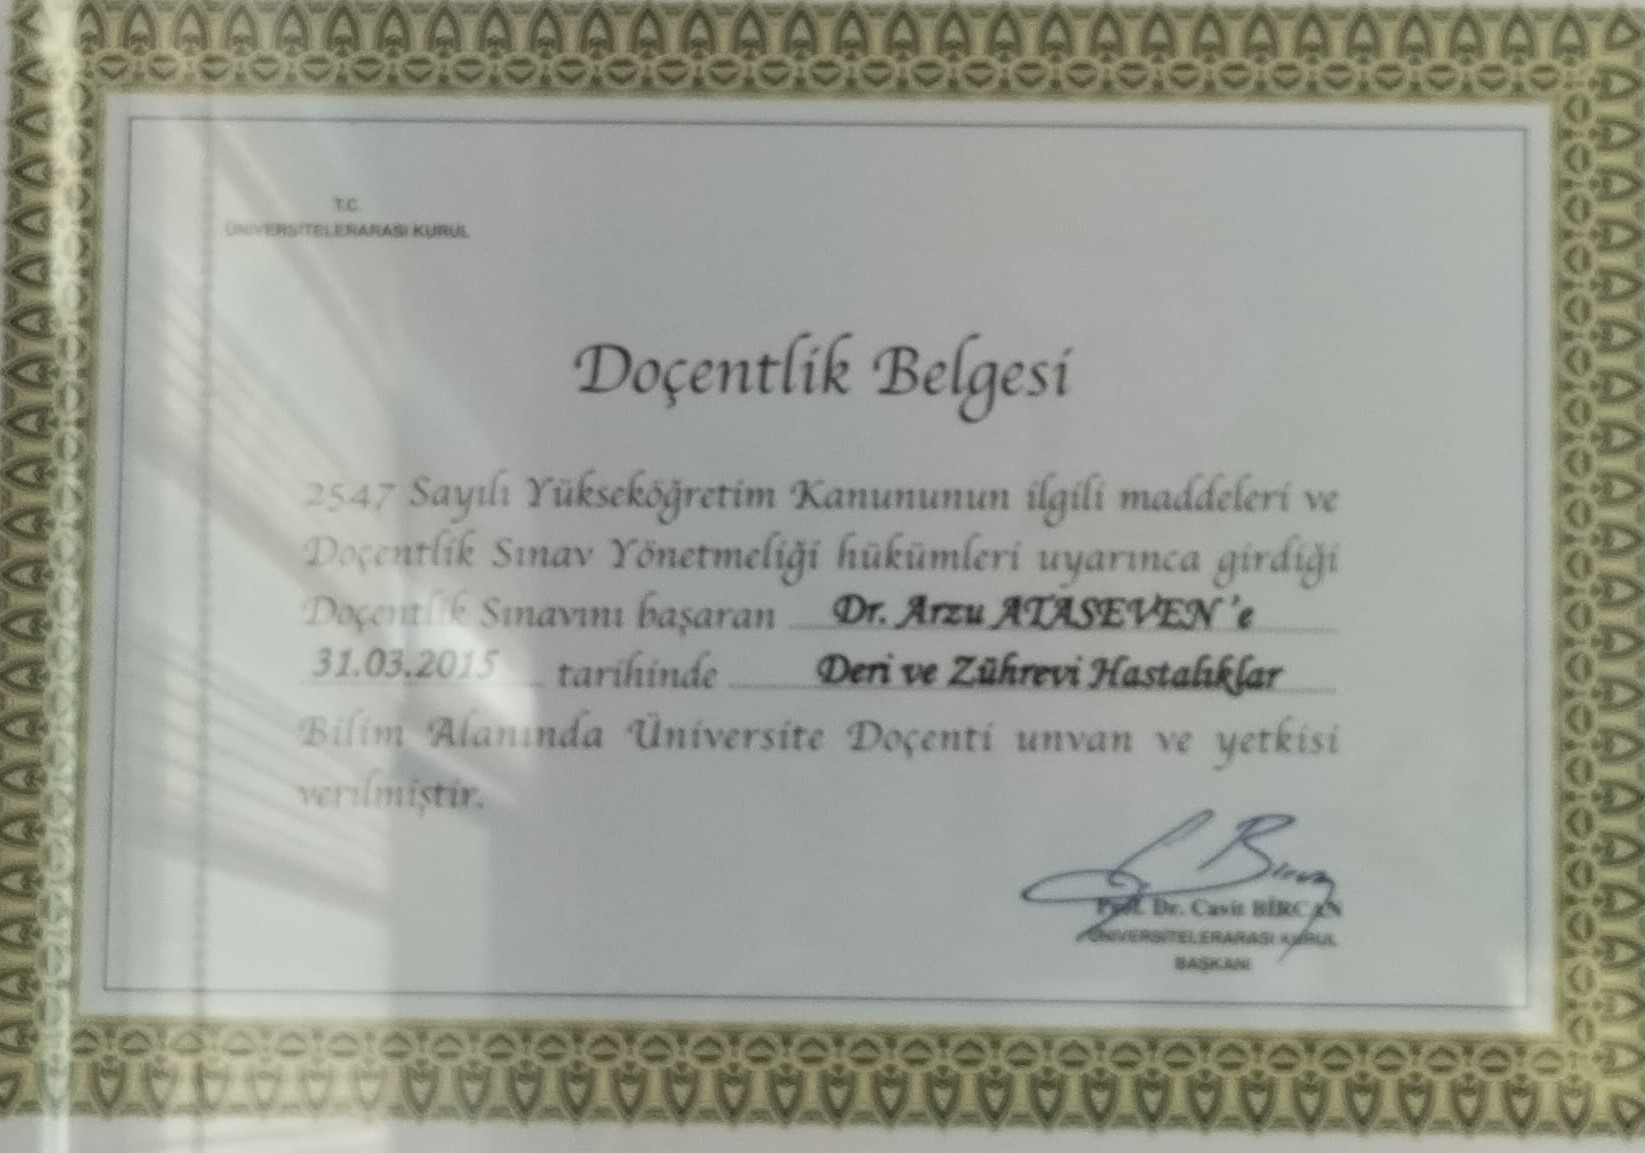 T.C.
ÜNİVERSİTELERARASI KURUL
Doçentlik Belgesi
2547 Sayılı Yükseköğretim Kanununun ilgili maddeleri ve
Doçentlik Sınav Yönetmeliği hükümleri uyarınca girdiği
Doçentlik Sınavını başaran Dr. Arzu ATASEVEN'e
31.03.2015 tarihinde Deri ve Zührevi Hastalıklar
Bilim Alanında Üniversite Doçenti unvan ve yetkisi
verilmiştir.
Prof. Dr. Cavit BİRCAN
ÜNİVERSİTELERARASI KURUL
BAŞKANI